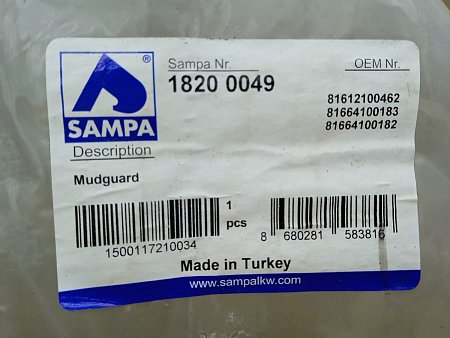 SAMPA
®
Sampa Nr.
1820 0049
OEM Nr.
81612100462
81664100183
81664100182
Description
Mudguard
1500117210034
1
pcs
8 680281 583816
Made in Turkey
www.sampalkw.com